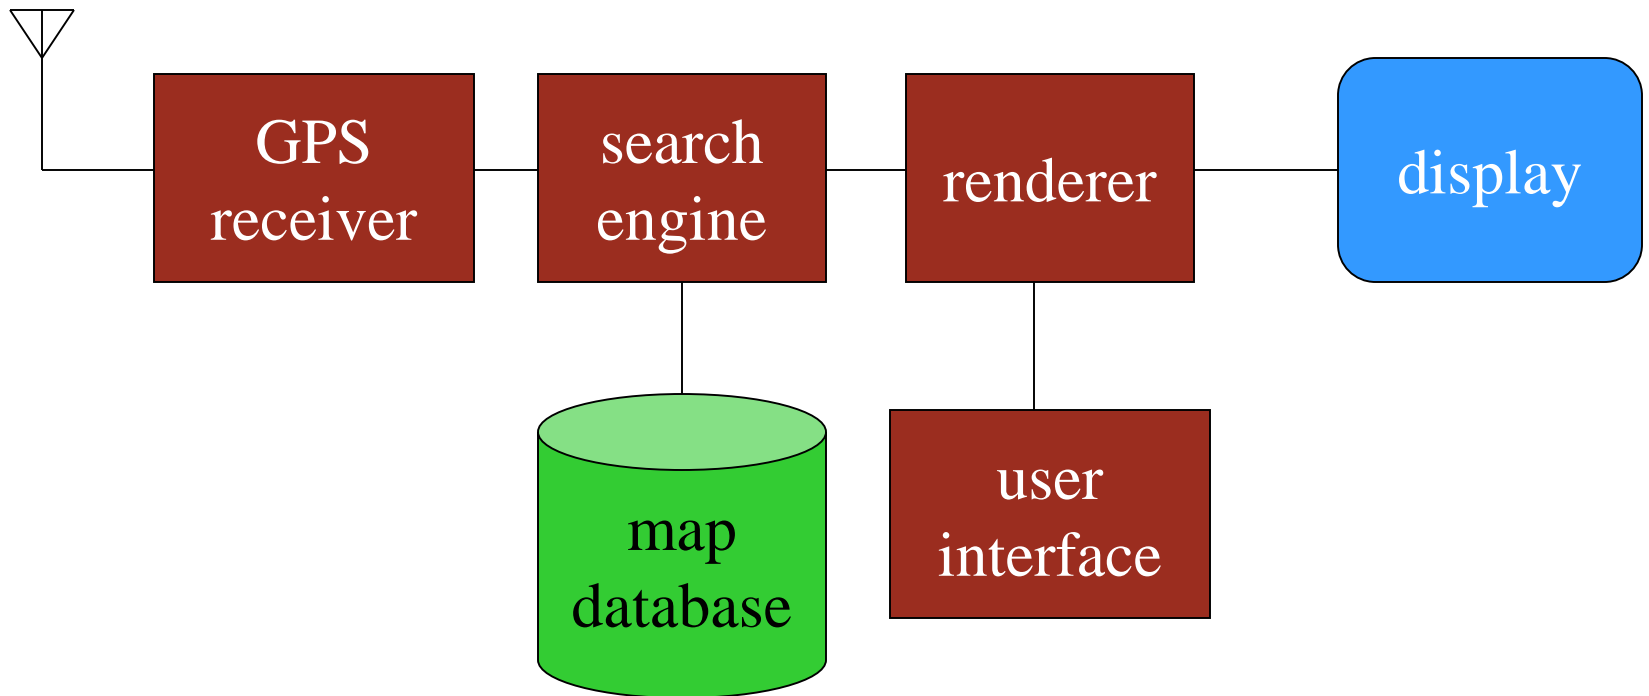 GPS
receiver
search
engine
renderer
display
map
database
user
interface